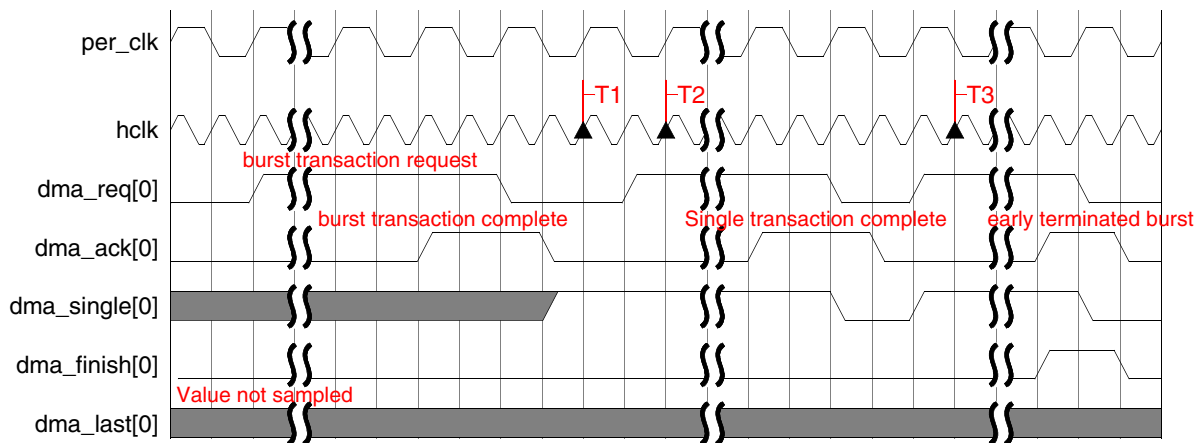 per_clk
T1
T2
T3
hclk
burst transaction request
dma_req[0]
burst transaction complete
Single transaction complete
early terminated burst
dma_ack[0]
dma_single[0]
dma_finish[0]
Value not sampled
dma_last[0]